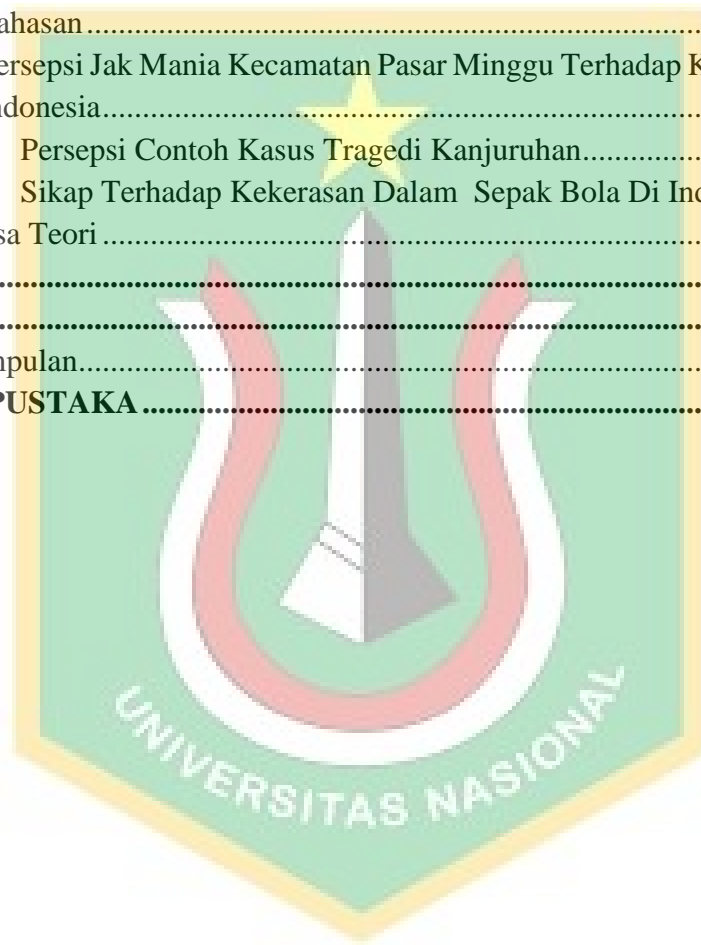 ahasan.....................................................................................
ersepsi Jak Mania Kecamatan Pasar Minggu Terhadap K
ndonesia..................................................................................
Persepsi Contoh Kasus Tragedi Kanjuruhan..............
Sikap Terhadap Kekerasan Dalam Sepak Bola Di Ind
sa Teori...................................................................................
...............................................................................................
...............................................................................................
npulan.....................................................................................
PUSTAKA..............................................................................
UNIVERSITAS NASIONAL